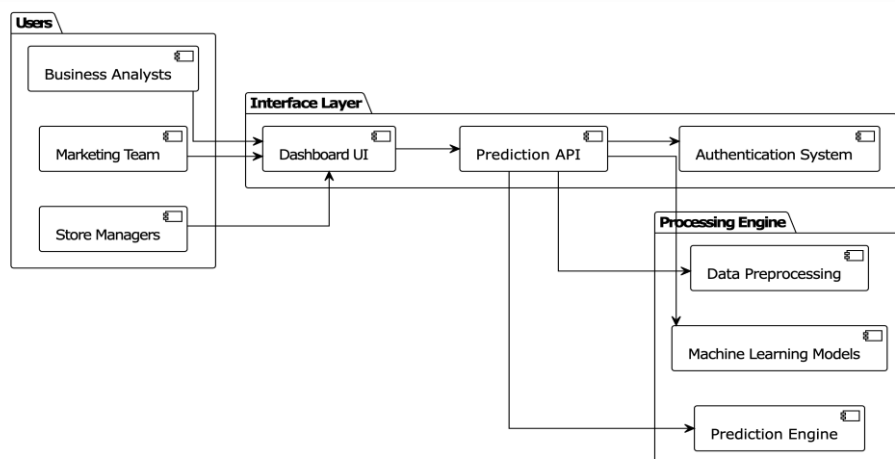 Users
Business Analysts
Interface Layer
Marketing Team
Dashboard UI
Prediction API
Authentication System
Store Managers
Processing Engine
Data Preprocessing
Machine Learning Models
Prediction Engine